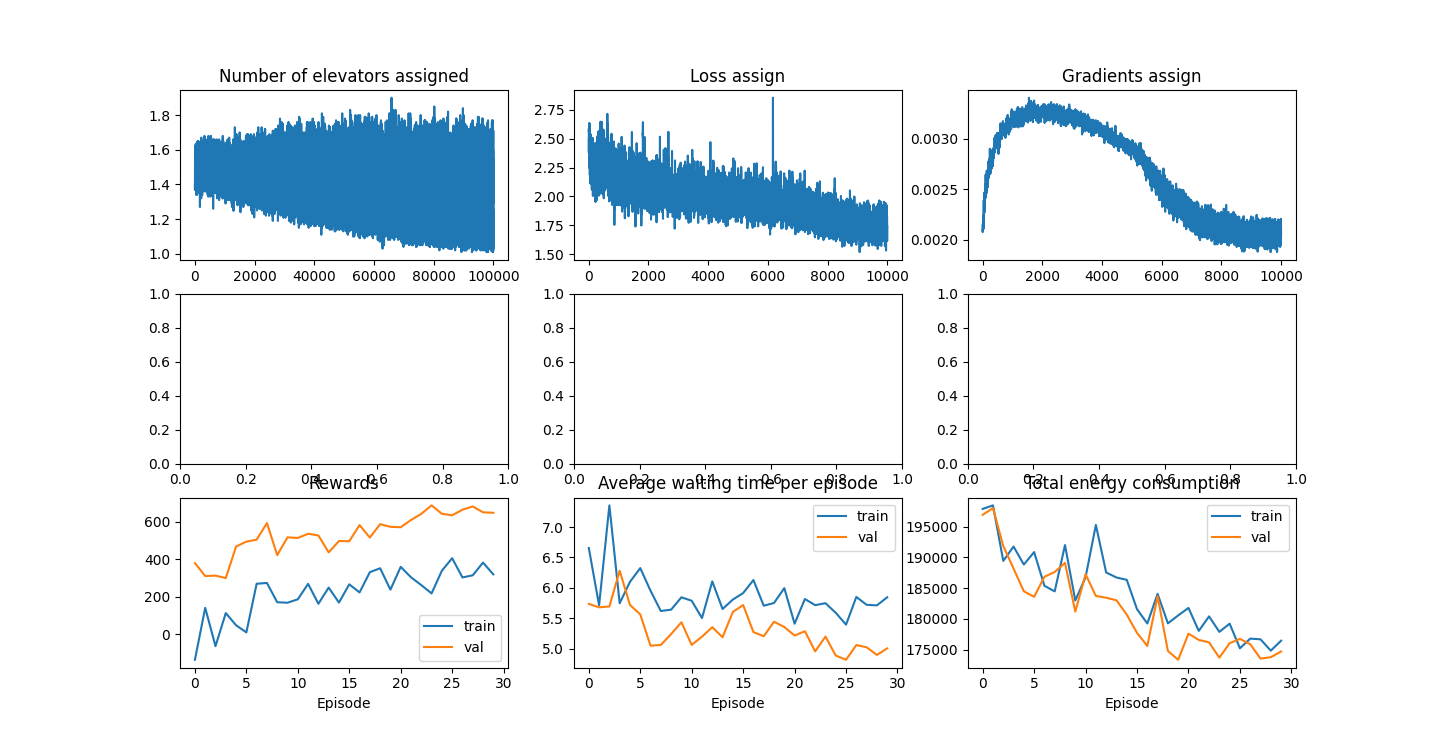 Number of elevators assigned
Loss assign
Gradients assign
1.8
1.6
1.4
1.2
1.0
0 20000 40000 60000 80000 100000
2.75
2.50
2.25
2.00
1.75
1.50
0 2000 4000 6000 8000 10000
0.0030
0.0025
0.0020
0 2000 4000 6000 8000 10000
1.0
0.8
0.6
0.4
0.2
0.0
0.0 0.2 0.4 0.6 0.8 1.0
1.0
0.8
0.6
0.4
0.2
0.0
0.0 0.2 0.4 0.6 0.8 1.0
1.0
0.8
0.6
0.4
0.2
0.0
0.0 0.2 0.4 0.6 0.8 1.0
Rewards
600
400
200
0
train
val
0 5 10 15 20 25 30
Episode
Average waiting time per episode
7.0
6.5
6.0
5.5
5.0
train
val
0 5 10 15 20 25 30
Episode
Total energy consumption
195000
190000
185000
180000
175000
train
val
0 5 10 15 20 25 30
Episode